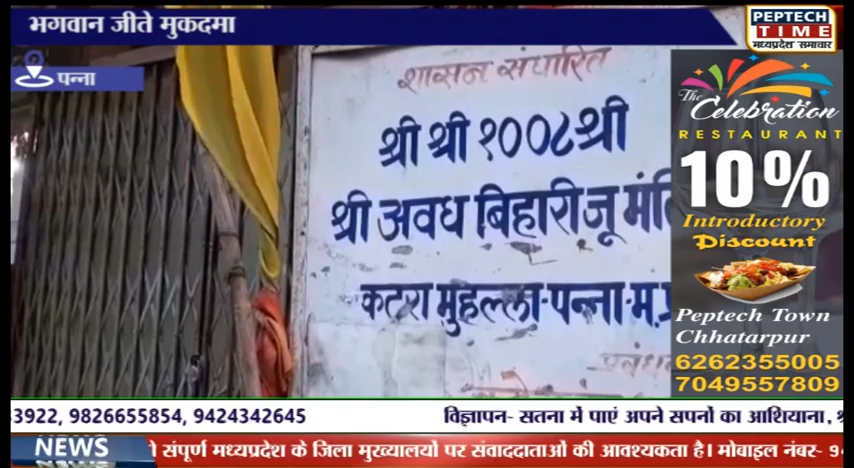 भगवान जीते मुकदमा
PEPTECH
TIME
मध्यप्रदेश समाचार
पन्ना
शासन संधारित
श्री श्री १००८ श्री
श्री अवध बिहारी जू
कटरा मुहल्ला-पन्ना-म.प्र
The
Celebration
RESTAURANT
10%
Introductory
Discount
Peptech Town
Chhatarpur
6262355005
7049557809
33922, 9826655854, 9424342645
विज्ञापन- सतना में पाएं अपने सपनों का आशियाना,
NEWS
संपूर्ण मध्यप्रदेश के जिला मुख्यालयों पर संवाददाताओं की आवश्यकता है। मोबाइल नंबर- 9